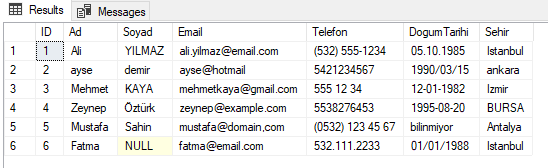 Results Messages
ID Ad Soyad Email Telefon DogumTarihi Sehir
1 1 Ali YILMAZ ali.yilmaz@email.com (532) 555-1234 05.10.1985 Istanbul
2 2 ayse demir ayse@hotmail 5421234567 1990/03/15 ankara
3 3 Mehmet KAYA mehmetkaya@gmail.com 555 12 34 12-01-1982 Izmir
4 4 Zeynep Öztürk zeynep@example.com 5538276453 1995-08-20 BURSA
5 5 Mustafa Sahin mustafa@domain,com (0532) 123 45 67 bilinmiyor Antalya
6 6 Fatma NULL fatma@email.com 532.111.2233 01/01/1988 Istanbul